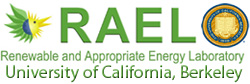 RAEL
Renewable and Appropriate Energy Laboratory
University of California, Berkeley